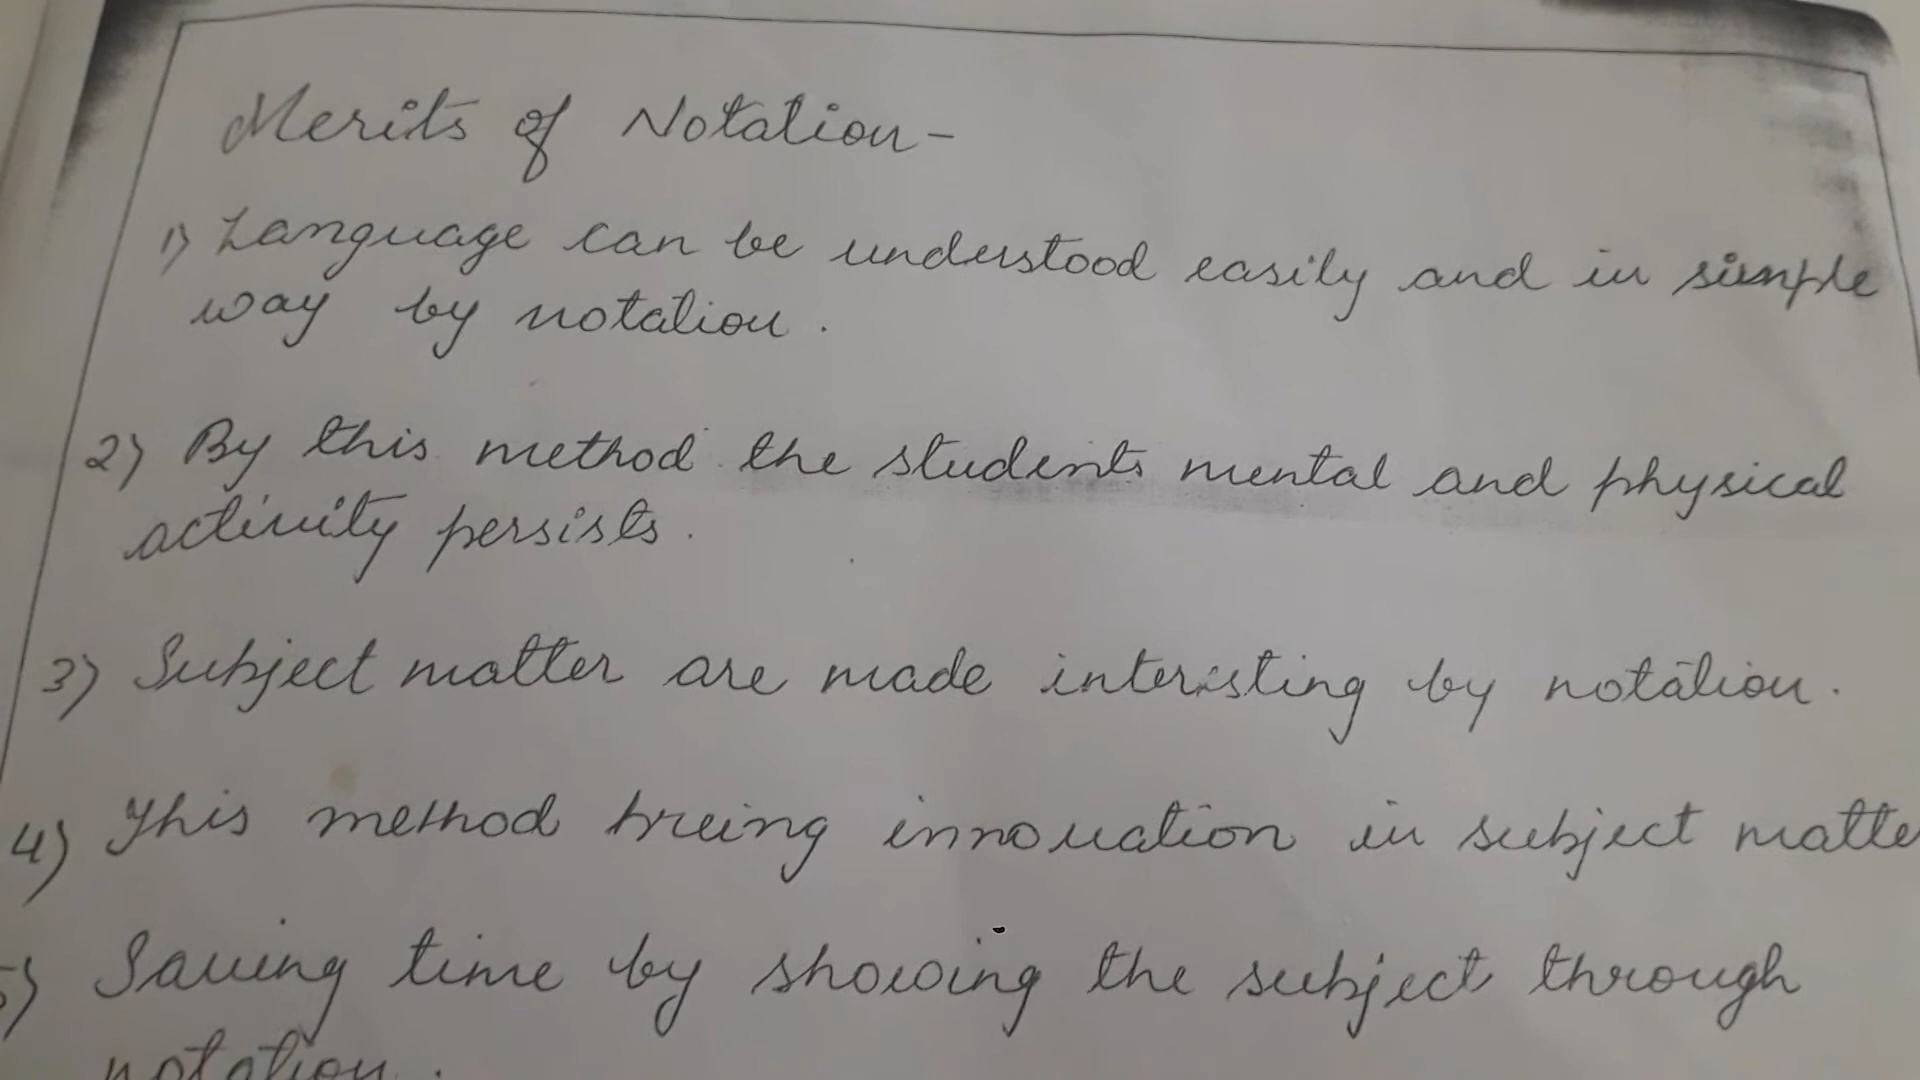 Merits of Notation-
1) Language can be understood easily and in simple
way by notation.
2) By this method the students mental and physical
activity persists.
3) Subject matter are made interesting by notation.
4) This method breing innovation in subject matte
5) Saving time by showing the subject through
notation.